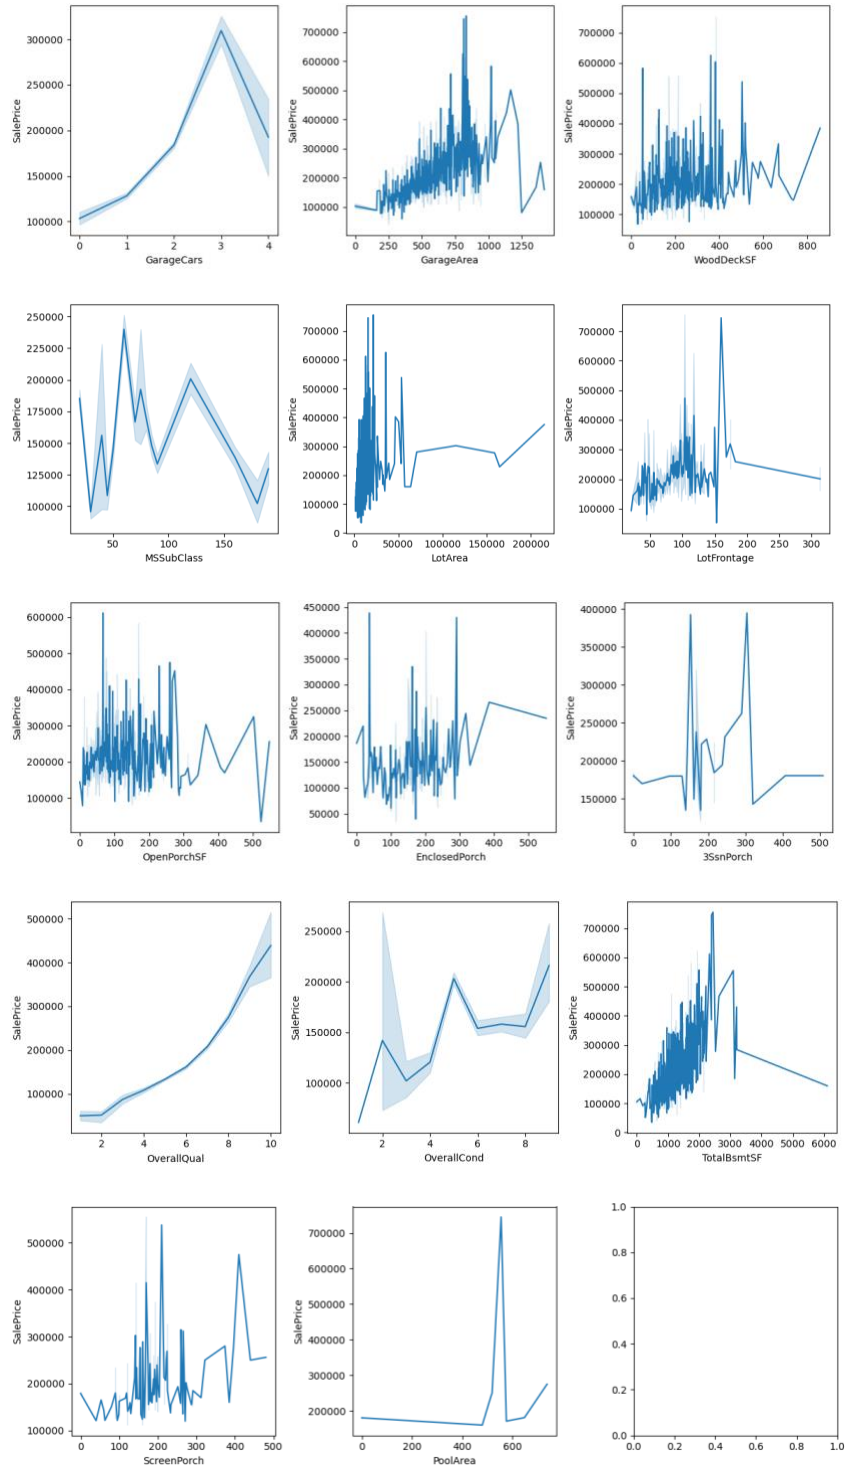 SalePrice
300000
250000
200000
150000
100000
0 1 2 3 4
GarageCars
SalePrice
700000
600000
500000
400000
300000
200000
100000
0 250 500 750 1000 1250
GarageArea
SalePrice
700000
600000
500000
400000
300000
200000
100000
0 200 400 600 800
WoodDeckSF
SalePrice
250000
225000
200000
175000
150000
125000
100000
50 100 150
MSSubClass
SalePrice
700000
600000
500000
400000
300000
200000
100000
0
0 50000 100000 150000 200000
LotArea
SalePrice
700000
600000
500000
400000
300000
200000
100000
50 100 150 200 250 300
LotFrontage
SalePrice
600000
500000
400000
300000
200000
100000
0 100 200 300 400 500
OpenPorchSF
SalePrice
450000
400000
350000
300000
250000
200000
150000
100000
50000
0 100 200 300 400 500
EnclosedPorch
SalePrice
400000
350000
300000
250000
200000
150000
0 100 200 300 400 500
3SsnPorch
SalePrice
500000
400000
300000
200000
100000
2 4 6 8 10
OverallQual
SalePrice
250000
200000
150000
100000
2 4 6 8
OverallCond
SalePrice
700000
600000
500000
400000
300000
200000
100000
0
0 1000 2000 3000 4000 5000 6000
TotalBsmtSF
SalePrice
500000
400000
300000
200000
100000
0 100 200 300 400 500
ScreenPorch
SalePrice
700000
600000
500000
400000
300000
200000
0 200 400 600
PoolArea
1.0
0.8
0.6
0.4
0.2
0.0
0.0 0.2 0.4 0.6 0.8 1.0